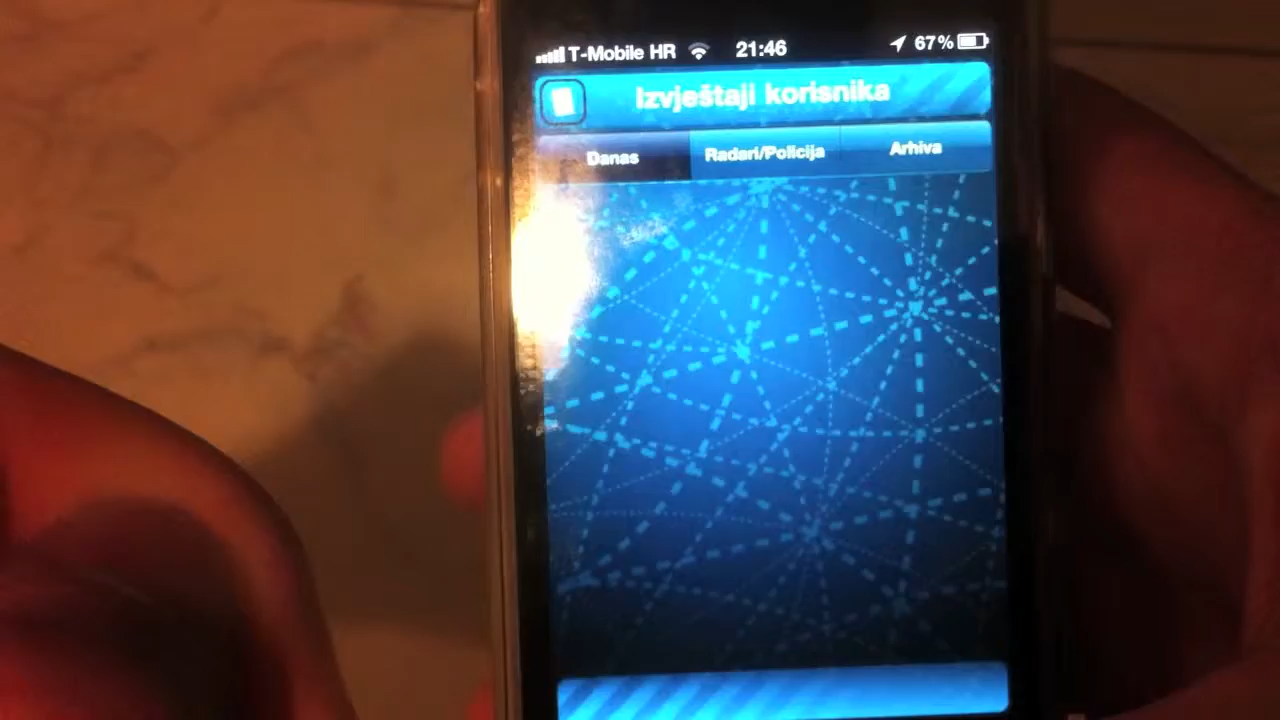 T-Mobile HR 21:46 67%
Izvještaji korisnika
Danas Radari/Policija Arhiva